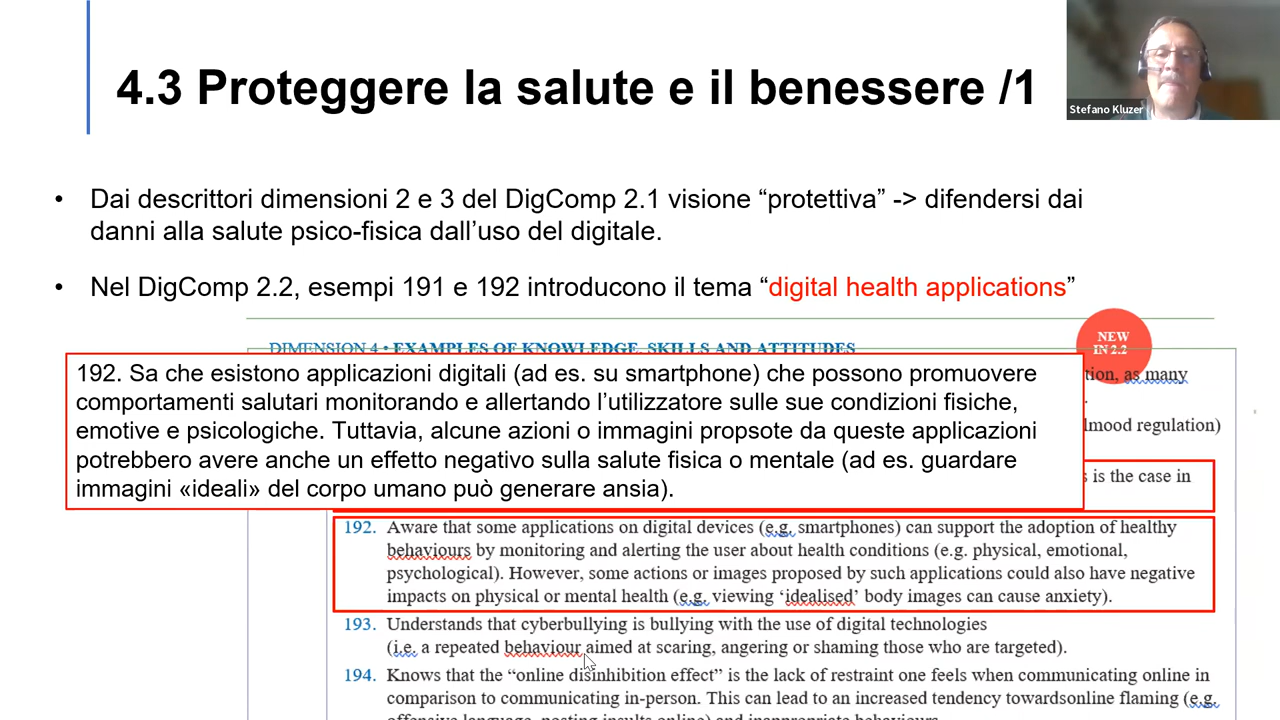 4.3 Proteggere la salute e il benessere /1
Stefano Kluzer
• Dai descrittori dimensioni 2 e 3 del DigComp 2.1 visione “protettiva” -> difendersi dai
danni alla salute psico-fisica dall’uso del digitale.
• Nel DigComp 2.2, esempi 191 e 192 introducono il tema “digital health applications”
DIMENSION 4 • EXAMPLES OF KNOWLEDGE, SKILLS AND ATTITUDES
NEW
IN 2.2
192. Sa che esistono applicazioni digitali (ad es. su smartphone) che possono promuovere
comportamenti salutari monitorando e allertando l’utilizzatore sulle sue condizioni fisiche,
emotive e psicologiche. Tuttavia, alcune azioni o immagini propsote da queste applicazioni
potrebbero avere anche un effetto negativo sulla salute fisica o mentale (ad es. guardare
immagini «ideali» del corpo umano può generare ansia).
as many
mood regulation)
is the case in
192. Aware that some applications on digital devices (e.g. smartphones) can support the adoption of healthy
behaviours by monitoring and alerting the user about health conditions (e.g. physical, emotional,
psychological). However, some actions or images proposed by such applications could also have negative
impacts on physical or mental health (e.g. viewing ‘idealised’ body images can cause anxiety).
193. Understands that cyberbullying is bullying with the use of digital technologies
(i.e. a repeated behaviour aimed at scaring, angering or shaming those who are targeted).
194. Knows that the “online disinhibition effect” is the lack of restraint one feels when communicating online in
comparison to communicating in-person. This can lead to an increased tendency towardsonline flaming (e.g.
offensive language, posting insults online) and inappropriate behaviours.